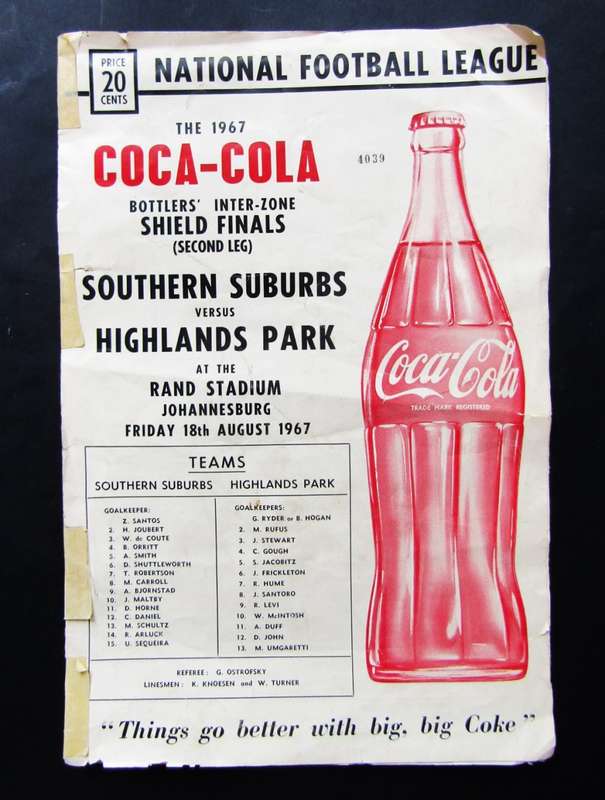 PRICE
20
CENTS
NATIONAL FOOTBALL LEAGUE
THE 1967
COCA-COLA
4039
BOTTLERS' INTER-ZONE
SHIELD FINALS
(SECOND LEG)
SOUTHERN SUBURBS
VERSUS
HIGHLANDS PARK
AT THE
RAND STADIUM
JOHANNESBURG
FRIDAY 18th AUGUST 1967
Coca-Cola
TRADE MARK REGISTERED
TEAMS
SOUTHERN SUBURBS
GOALKEEPER:
Z. SANTOS
2. H. JOUBERT
3. W. de COUTE
4. B. ORRITT
5. A. SMITH
6. D. SHUTTLEWORTH
7. T. ROBERTSON
8. M. CARROLL
9. A. BJORNSTAD
10. J. MALTBY
11. D. HORNE
12. C. DANIEL
13. M. SCHULTZ
14. R. ARLUCK
15. U. SEQUEIRA
HIGHLANDS PARK
GOALKEEPERS:
G. RYDER or B. HOGAN
2. M. RUFUS
3. J. STEWART
4. C. GOUGH
5. S. JACOBITZ
6. J. FRICKLETON
7. R. HUME
8. J. SANTORO
9. R. LEVI
10. W. McINTOSH
11. A. DUFF
12. D. JOHN
13. M. UMGARETTI
REFEREE: G. OSTROFSKY
LINESMEN: K. KNOESEN and W. TURNER
"Things go better with big, big Coke"